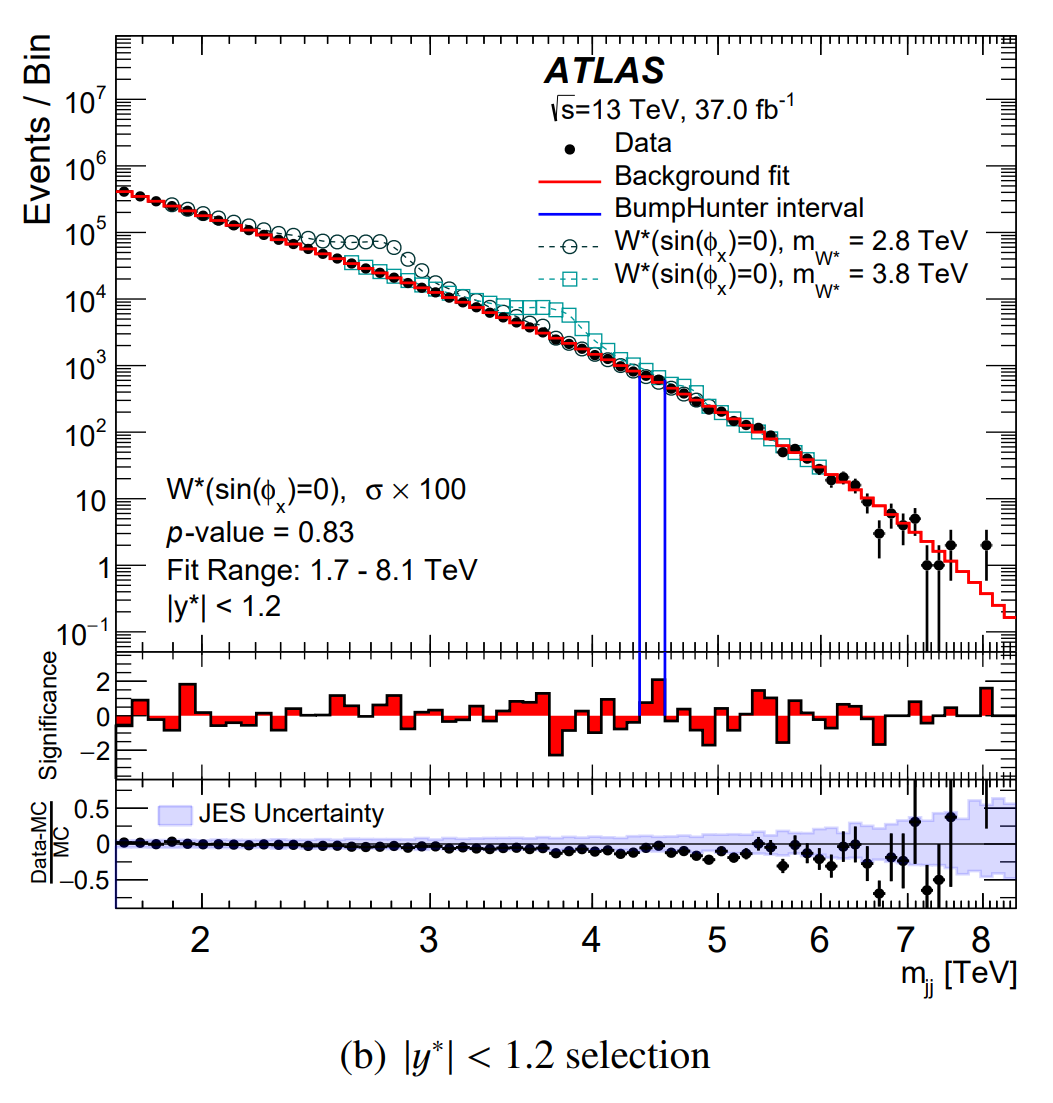 Events / Bin
10⁷
10⁶
10⁵
10⁴
10³
10²
10
1
10⁻¹
ATLAS
√s=13 TeV, 37.0 fb⁻¹
Data
Background fit
BumpHunter interval
W*(sin(ϕₓ)=0), m_W* = 2.8 TeV
W*(sin(ϕₓ)=0), m_W* = 3.8 TeV
W*(sin(ϕₓ)=0), σ × 100
p-value = 0.83
Fit Range: 1.7 - 8.1 TeV
|y*| < 1.2
Significance
2
0
−2
Data-MC
MC
0.5
0
−0.5
JES Uncertainty
2 3 4 5 6 7 8
m_jj [TeV]
(b) |y*| < 1.2 selection